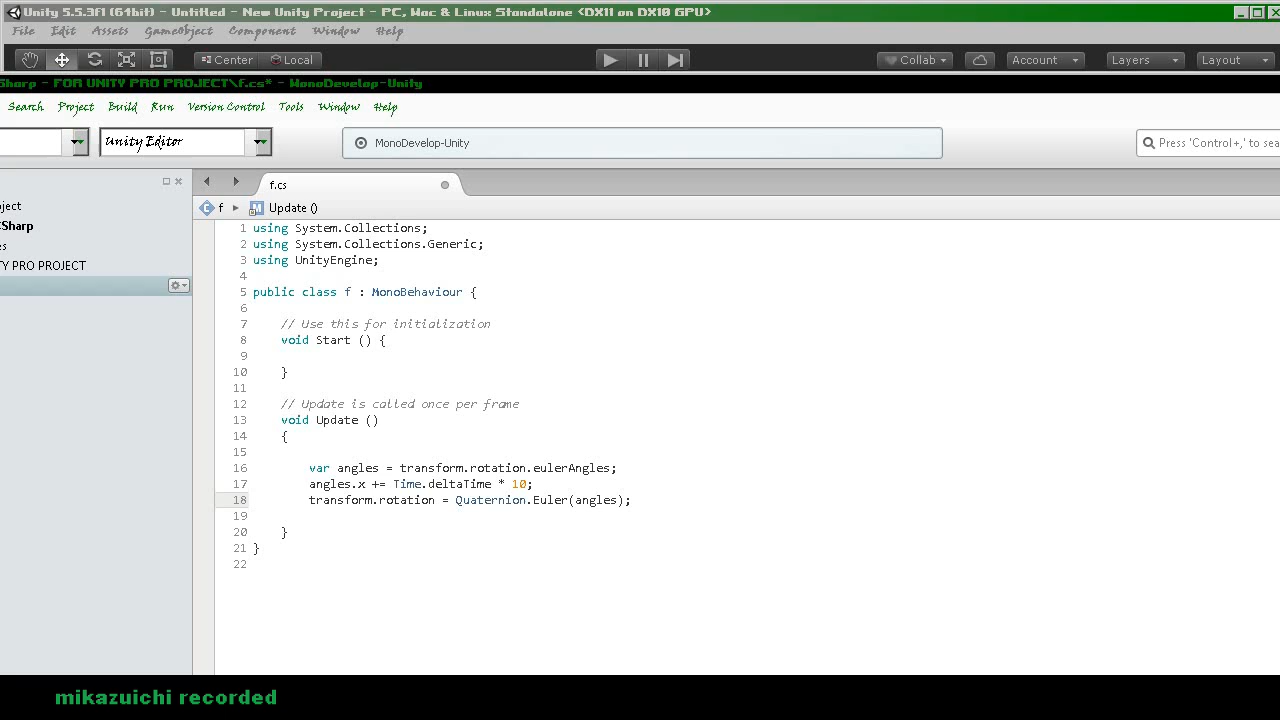 Unity 5.5.3f1 (64bit) - Untitled - New Unity Project - PC, Mac & Linux Standalone <DX11 on DX10 GPU>
File Edit Assets GameObject Component Window Help
Center Local Collab Account Layers Layout
Sharp - FOR UNITY PRO PROJECT\f.cs* - MonoDevelop-Unity
Search Project Build Run Version Control Tools Window Help
Unity Editor MonoDevelop-Unity Press 'Control+,' to sea
f.cs
f Update ()
oject
CSharp
es
TY PRO PROJECT
1 using System.Collections;
2 using System.Collections.Generic;
3 using UnityEngine;
4
5 public class f : MonoBehaviour {
6
7 // Use this for initialization
8 void Start () {
9
10 }
11
12 // Update is called once per frame
13 void Update ()
14 {
15
16 var angles = transform.rotation.eulerAngles;
17 angles.x += Time.deltaTime * 10;
18 transform.rotation = Quaternion.Euler(angles);
19
20 }
21 }
22
mikazuichi recorded